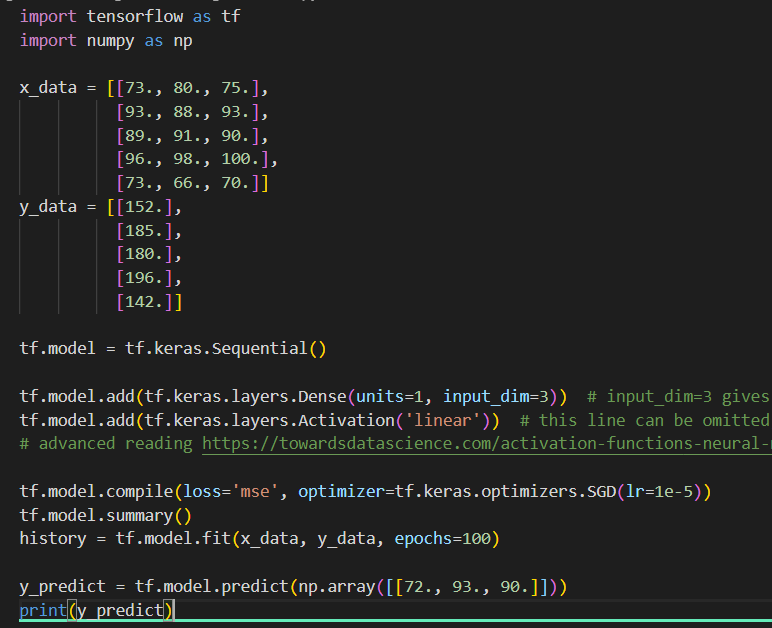 import tensorflow as tf
import numpy as np
x_data = [[73., 80., 75.],
[93., 88., 93.],
[89., 91., 90.],
[96., 98., 100.],
[73., 66., 70.]]
y_data = [[152.],
[185.],
[180.],
[196.],
[142.]]
tf.model = tf.keras.Sequential()
tf.model.add(tf.keras.layers.Dense(units=1, input_dim=3))  # input_dim=3 gives
tf.model.add(tf.keras.layers.Activation('linear'))  # this line can be omitted
# advanced reading https://towardsdatascience.com/activation-functions-neural-
tf.model.compile(loss='mse', optimizer=tf.keras.optimizers.SGD(lr=1e-5))
tf.model.summary()
history = tf.model.fit(x_data, y_data, epochs=100)
y_predict = tf.model.predict(np.array([[72., 93., 90.]]))
print(y_predict)